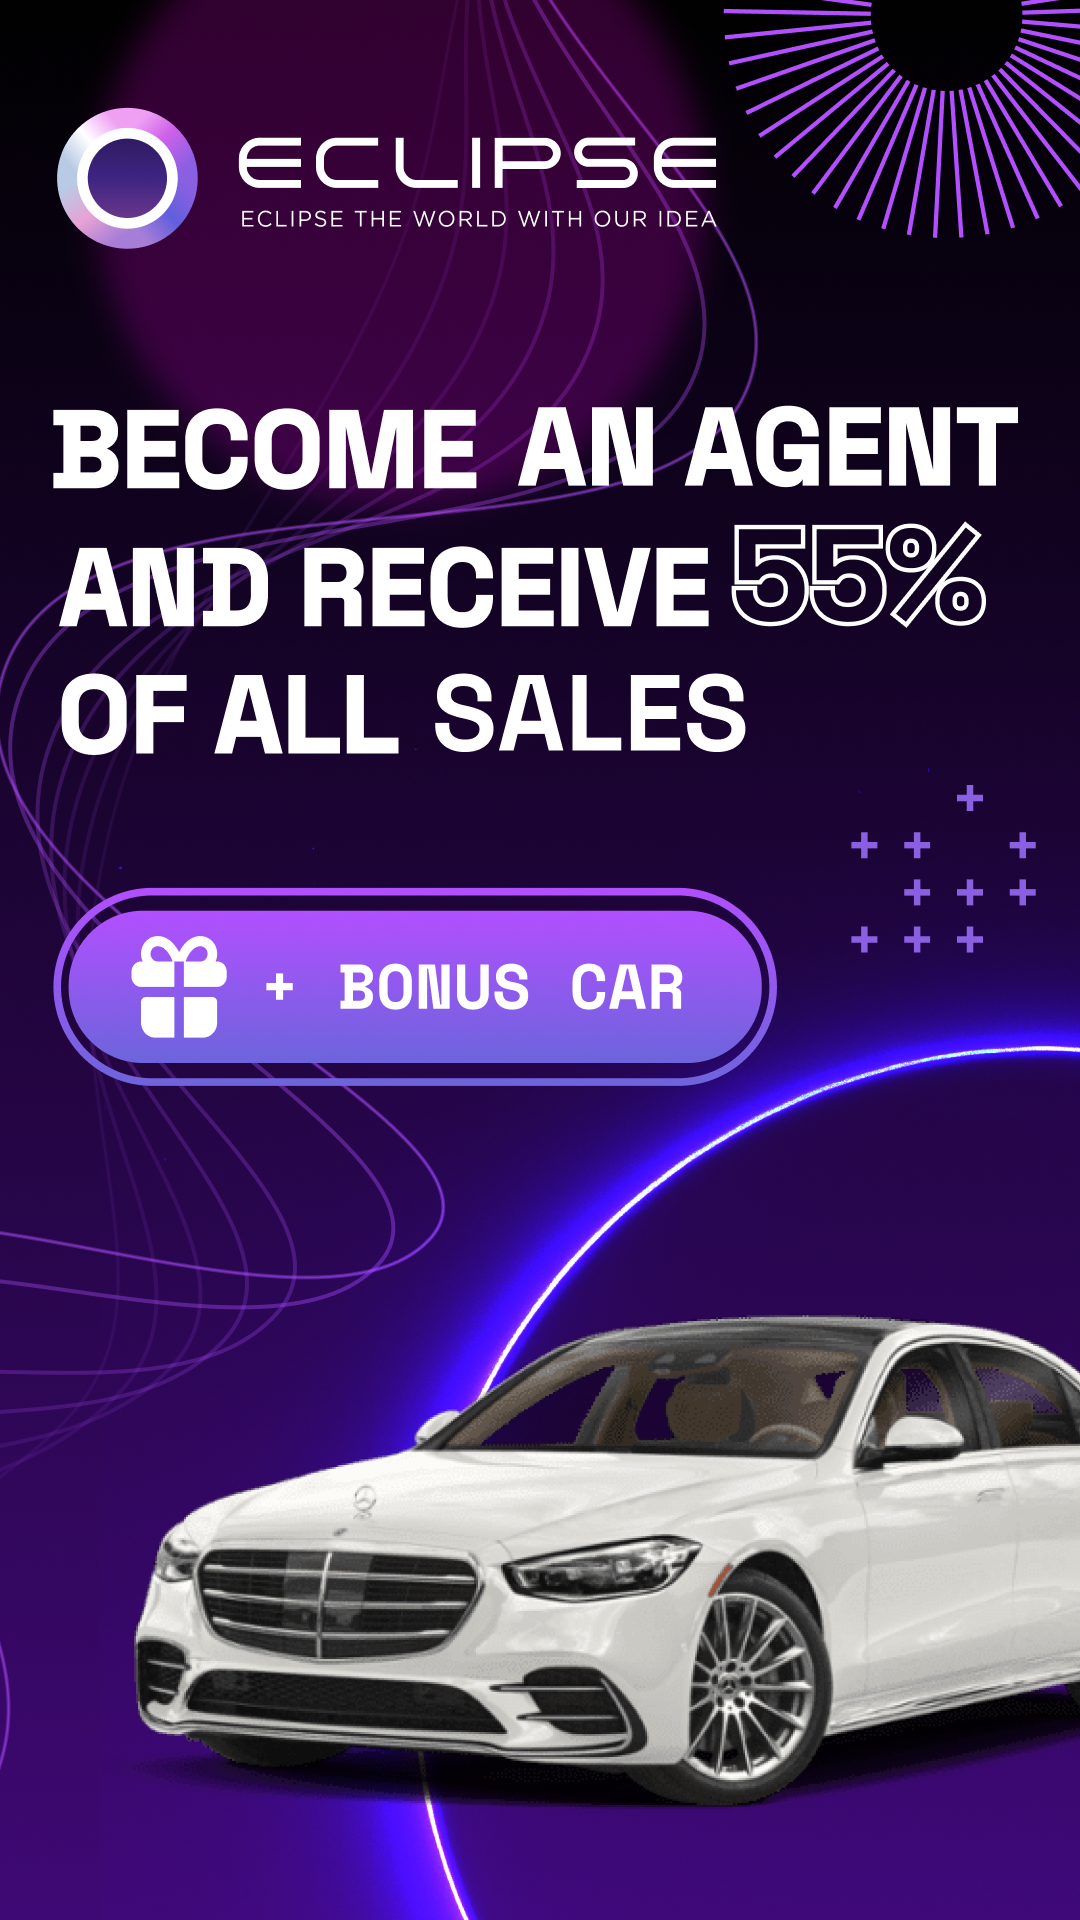 ECLIPSE
ECLIPSE THE WORLD WITH OUR IDEA
BECOME AN AGENT
AND RECEIVE 55%
OF ALL SALES
+ BONUS CAR